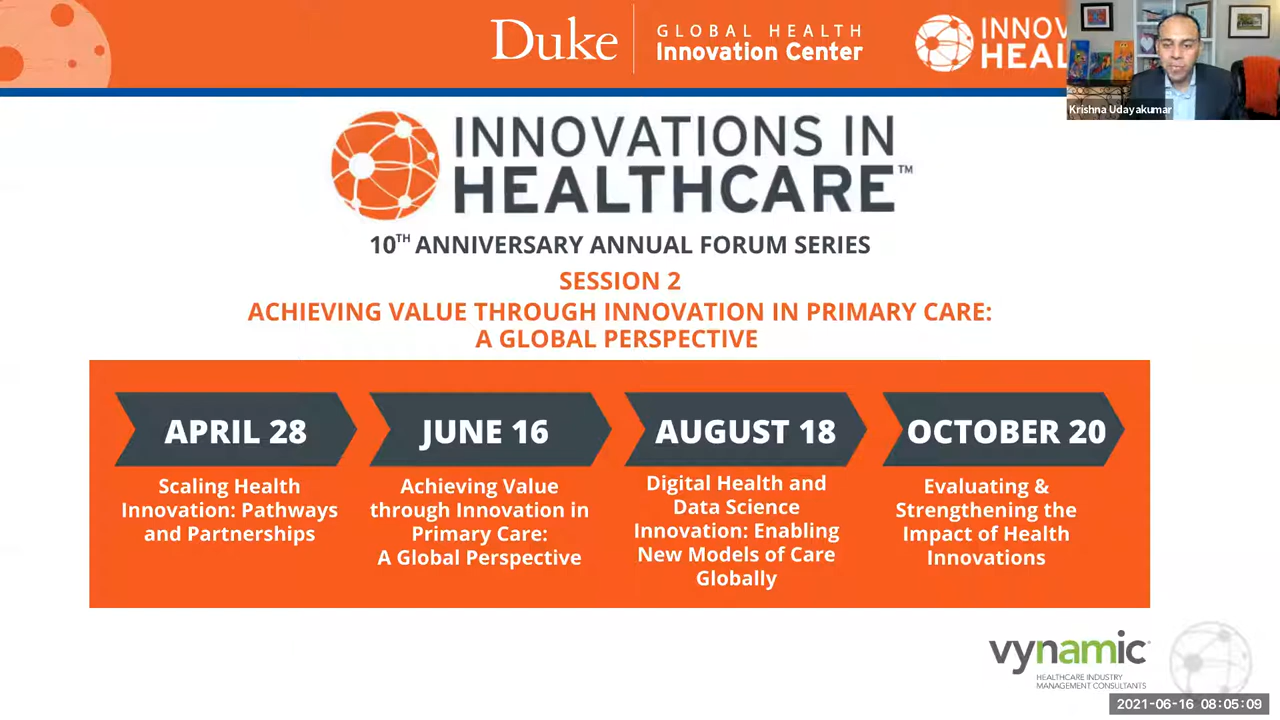 Duke
GLOBAL HEALTH
Innovation Center
INNOV
HEAL
Krishna Udayakumar
INNOVATIONS IN
HEALTHCARE™
10TH ANNIVERSARY ANNUAL FORUM SERIES
SESSION 2
ACHIEVING VALUE THROUGH INNOVATION IN PRIMARY CARE:
A GLOBAL PERSPECTIVE
APRIL 28
Scaling Health
Innovation: Pathways
and Partnerships
JUNE 16
Achieving Value
through Innovation in
Primary Care:
A Global Perspective
AUGUST 18
Digital Health and
Data Science
Innovation: Enabling
New Models of Care
Globally
OCTOBER 20
Evaluating &
Strengthening the
Impact of Health
Innovations
vynamic
HEALTHCARE INDUSTRY
MANAGEMENT CONSULTANTS
2021-06-16 08:05:09